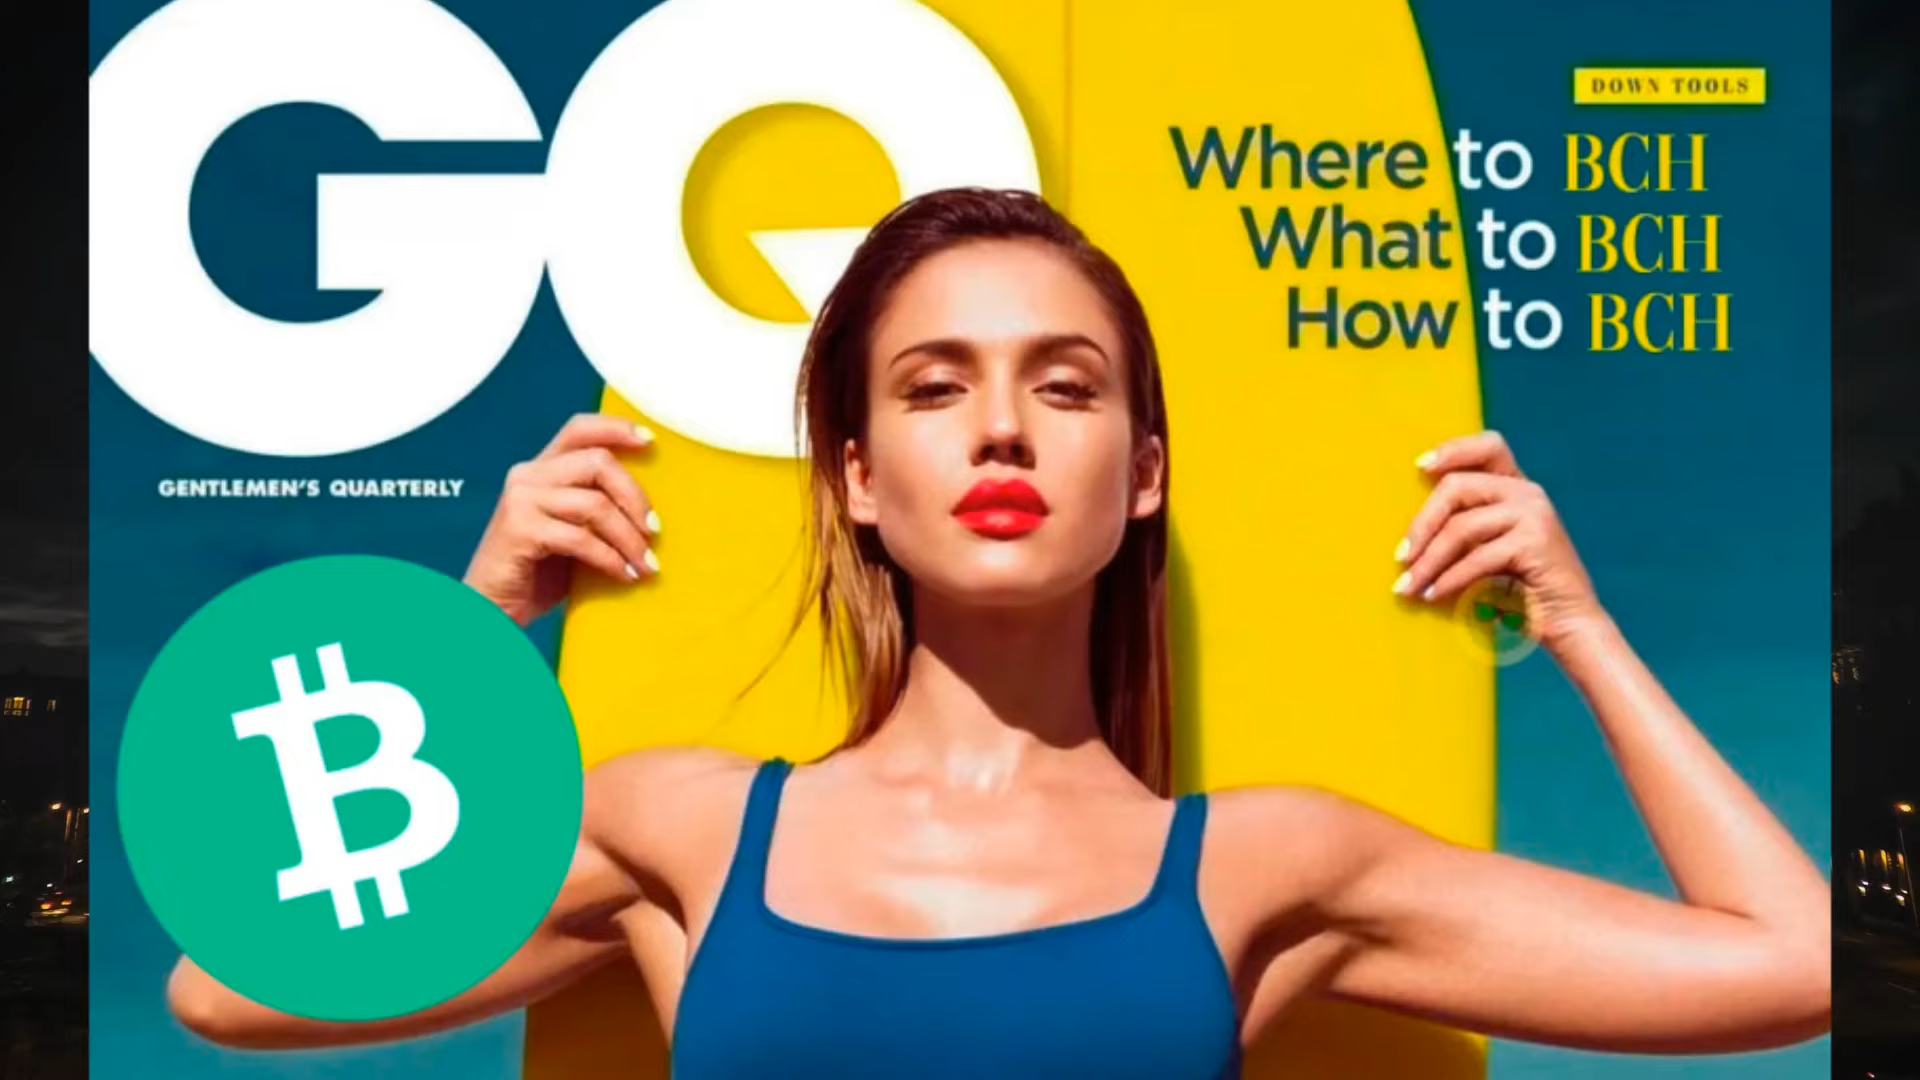 GQ
DOWN TOOLS
Where to BCH
What to BCH
How to BCH
GENTLEMEN'S QUARTERLY
₿